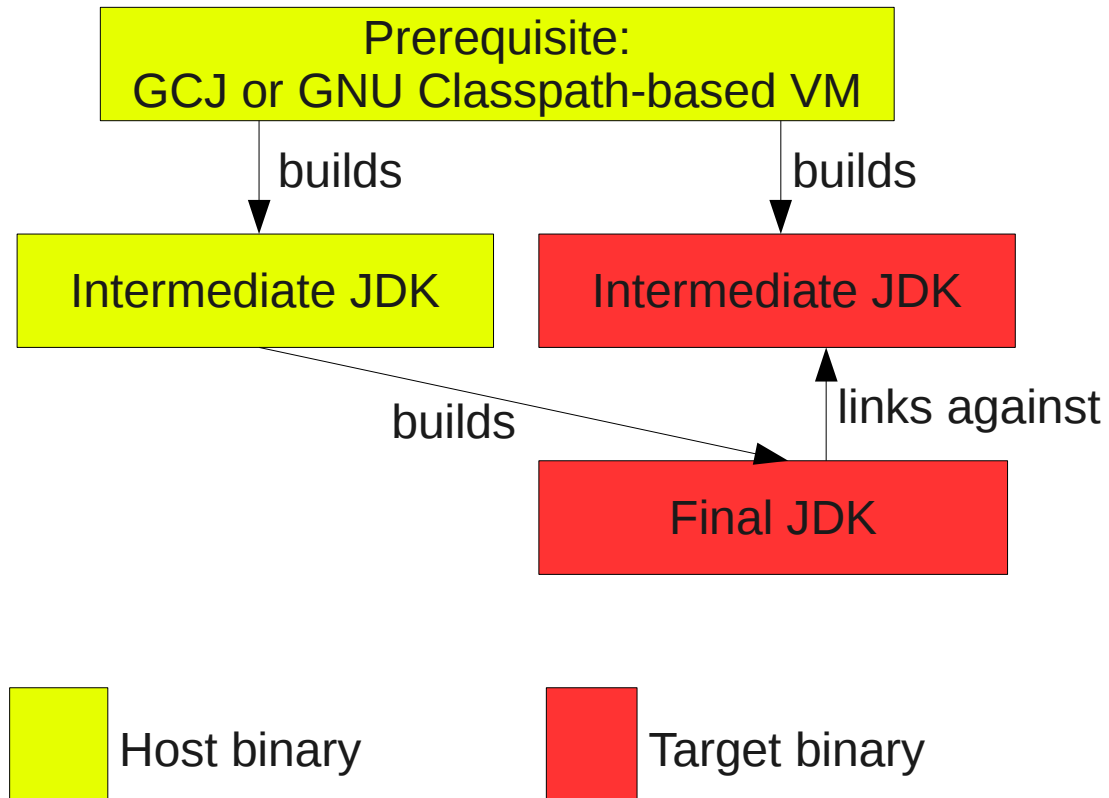 Prerequisite:
GCJ or GNU Classpath-based VM
builds
builds
Intermediate JDK
Intermediate JDK
builds
links against
Final JDK
Host binary
Target binary